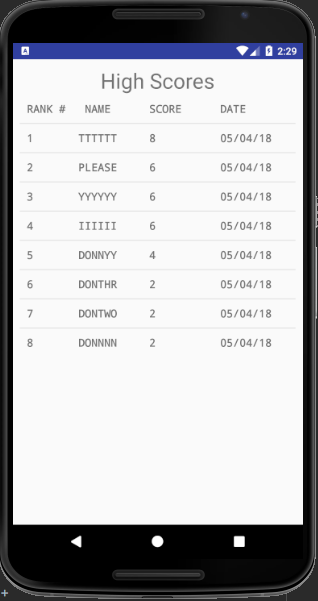 2:29
High Scores
RANK # NAME SCORE DATE
1 TTTTTT 8 05/04/18
2 PLEASE 6 05/04/18
3 YYYYYY 6 05/04/18
4 IIIIII 6 05/04/18
5 DONNYY 4 05/04/18
6 DONTHR 2 05/04/18
7 DONTWO 2 05/04/18
8 DONNNN 2 05/04/18